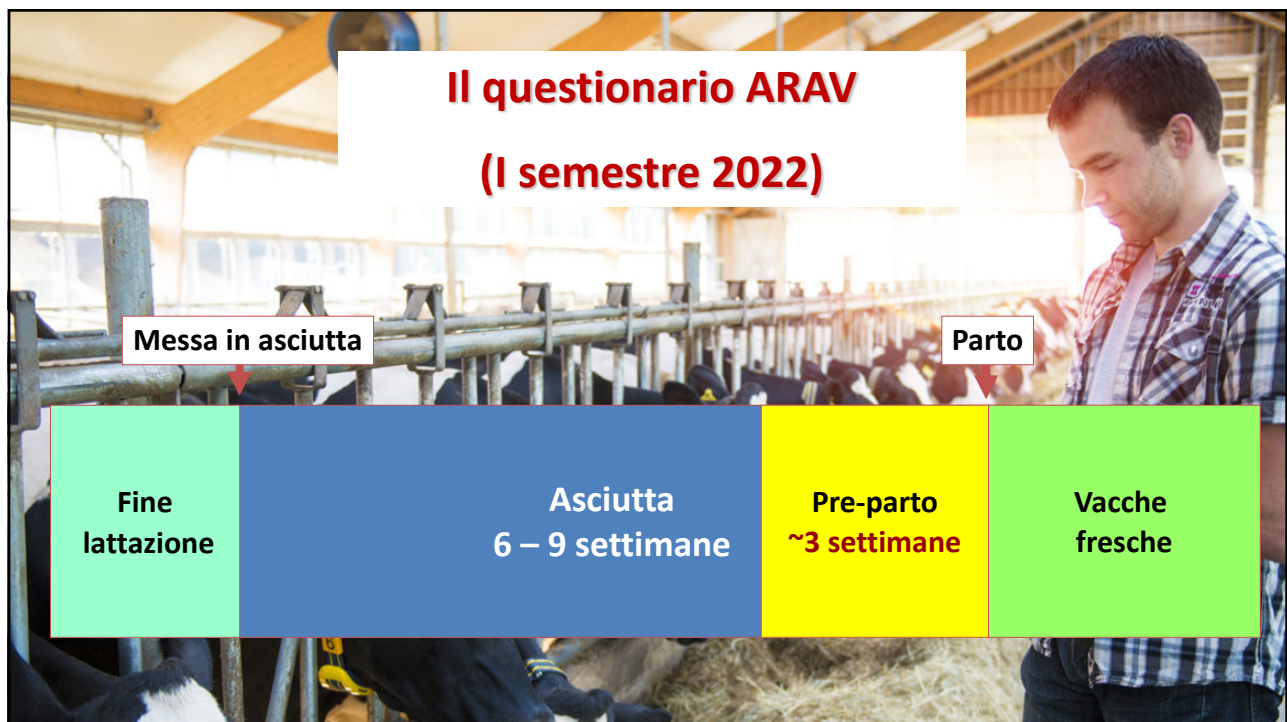 Il questionario ARAV
(I semestre 2022)
Messa in asciutta
Parto
Fine
lattazione
Asciutta
6 – 9 settimane
Pre-parto
~3 settimane
Vacche
fresche